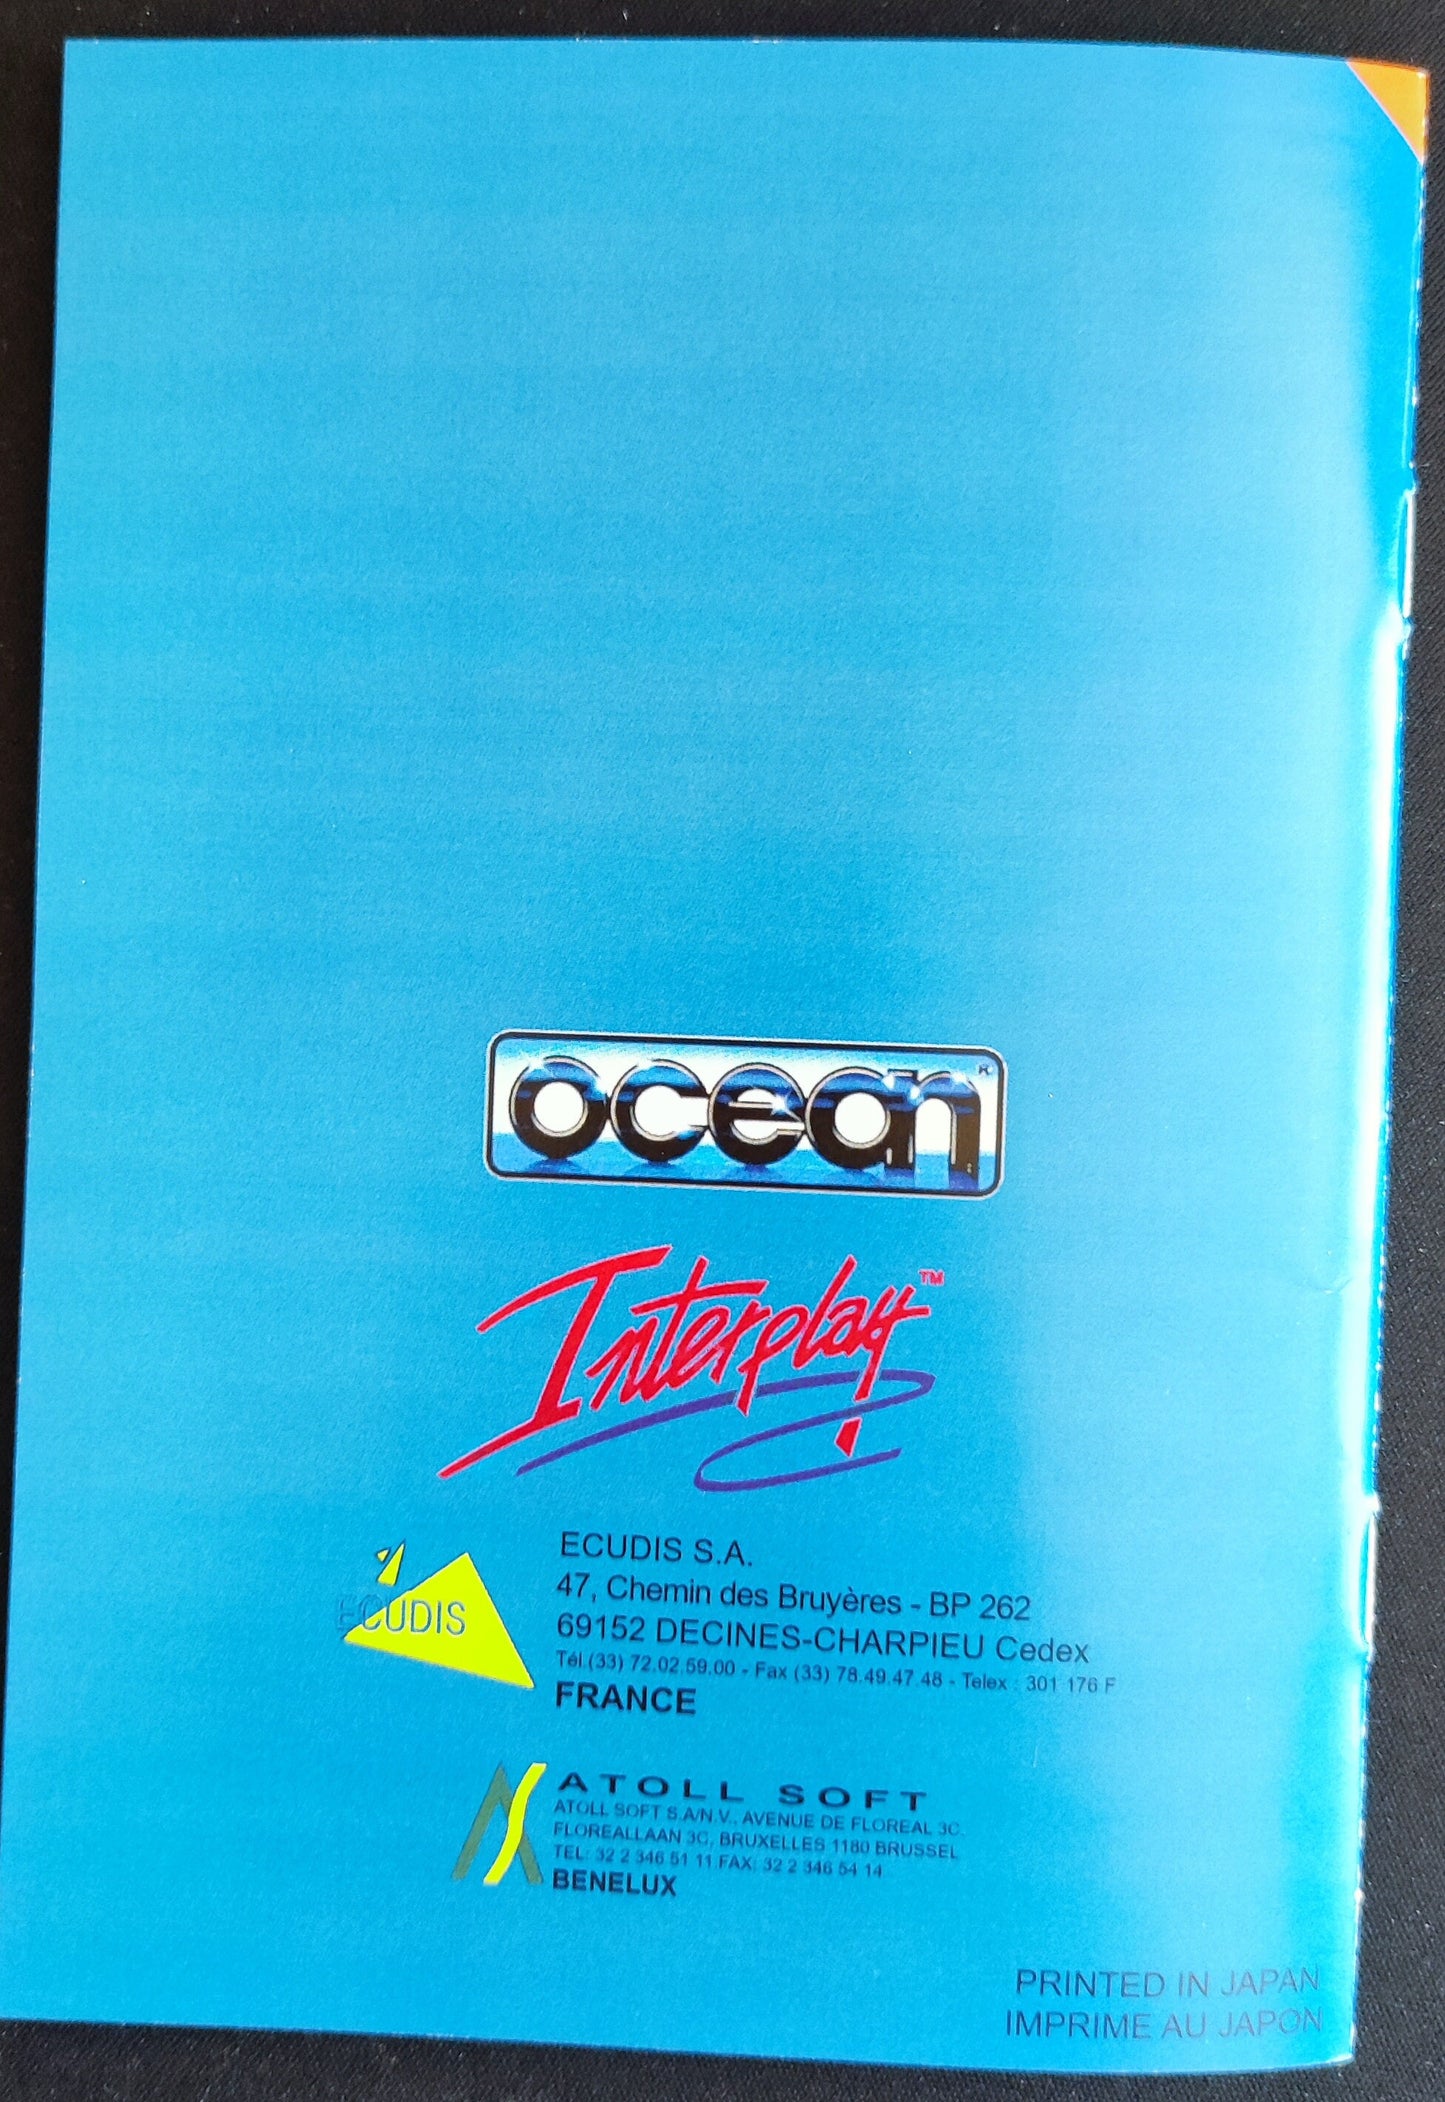 ocean®
Interplay™
ECUDIS
ECUDIS S.A.
47, Chemin des Bruyères - BP 262
69152 DECINES-CHARPIEU Cedex
Tél.(33) 72.02.59.00 - Fax (33) 78.49.47.48 - Telex : 301 176 F
FRANCE
ATOLL SOFT
ATOLL SOFT S.A/N.V., AVENUE DE FLOREAL 3C.
FLOREALLAAN 3C, BRUXELLES 1180 BRUSSEL
TEL: 32 2 346 51 11 FAX: 32 2 346 54 14
BENELUX
PRINTED IN JAPAN
IMPRIME AU JAPON